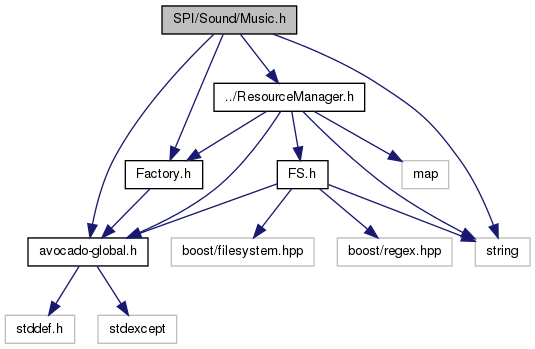 SPI/Sound/Music.h
../ResourceManager.h
Factory.h
FS.h
map
avocado-global.h
boost/filesystem.hpp
boost/regex.hpp
string
stddef.h
stdexcept